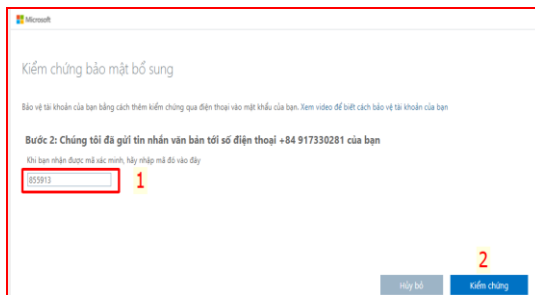 Microsoft
Kiểm chứng bảo mật bổ sung
Bảo vệ tài khoản của bạn bằng cách thêm kiểm chứng qua điện thoại vào mật khẩu của bạn. Xem video để biết cách bảo vệ tài khoản của bạn
Bước 2: Chúng tôi đã gửi tin nhắn văn bản tới số điện thoại +84 917330281 của bạn
Khi bạn nhận được mã xác minh, hãy nhập mã đó vào đây
855913
1
2
Hủy bỏ
Kiểm chứng